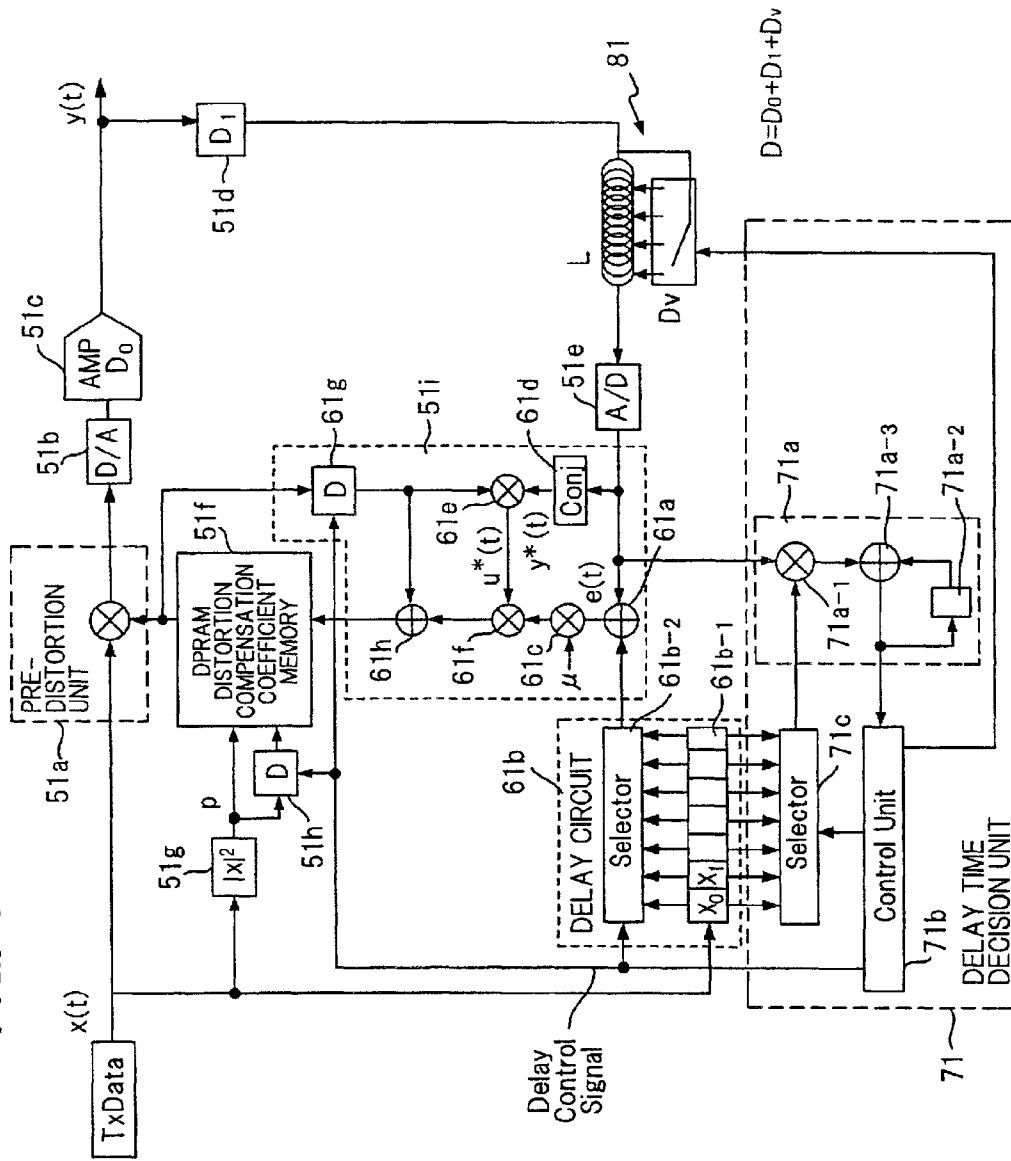 TxData
x(t)
PRE-
DISTORTION
UNIT
51a
D/A
51b
AMP
D0
51c
y(t)
D1
51d
|x|²
51g
p
D
51h
DPRAM
DISTORTION
COMPENSATION
COEFFICIENT
MEMORY
51f
D
61g
51i
61h
61f
61e
u*(t)
y*(t)
Conj
61d
61c
μ
e(t)
61a
A/D
51e
L
Dv
81
D=D0+D1+Dv
Delay
Control
Signal
DELAY CIRCUIT
61b
Selector
61b-2
X0
X1
61b-1
Selector
71c
Control Unit
71b
71a
71a-1
71a-3
71a-2
DELAY TIME
DECISION UNIT
71